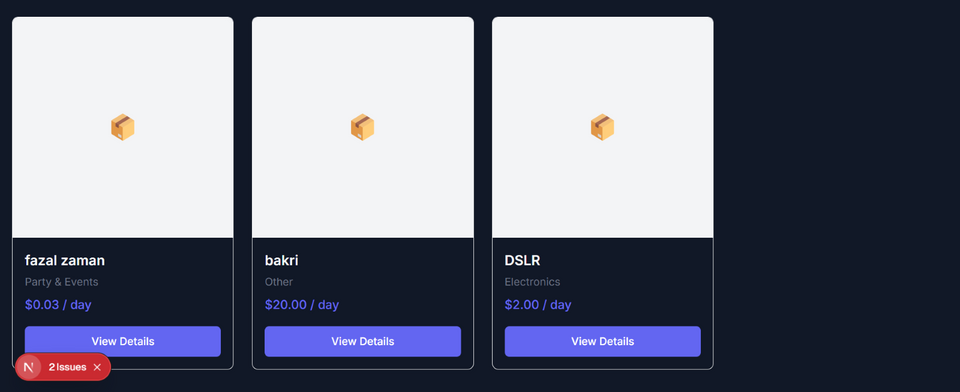 fazal zaman
Party & Events
$0.03 / day
View Details
bakri
Other
$20.00 / day
View Details
DSLR
Electronics
$2.00 / day
View Details
N 2 Issues